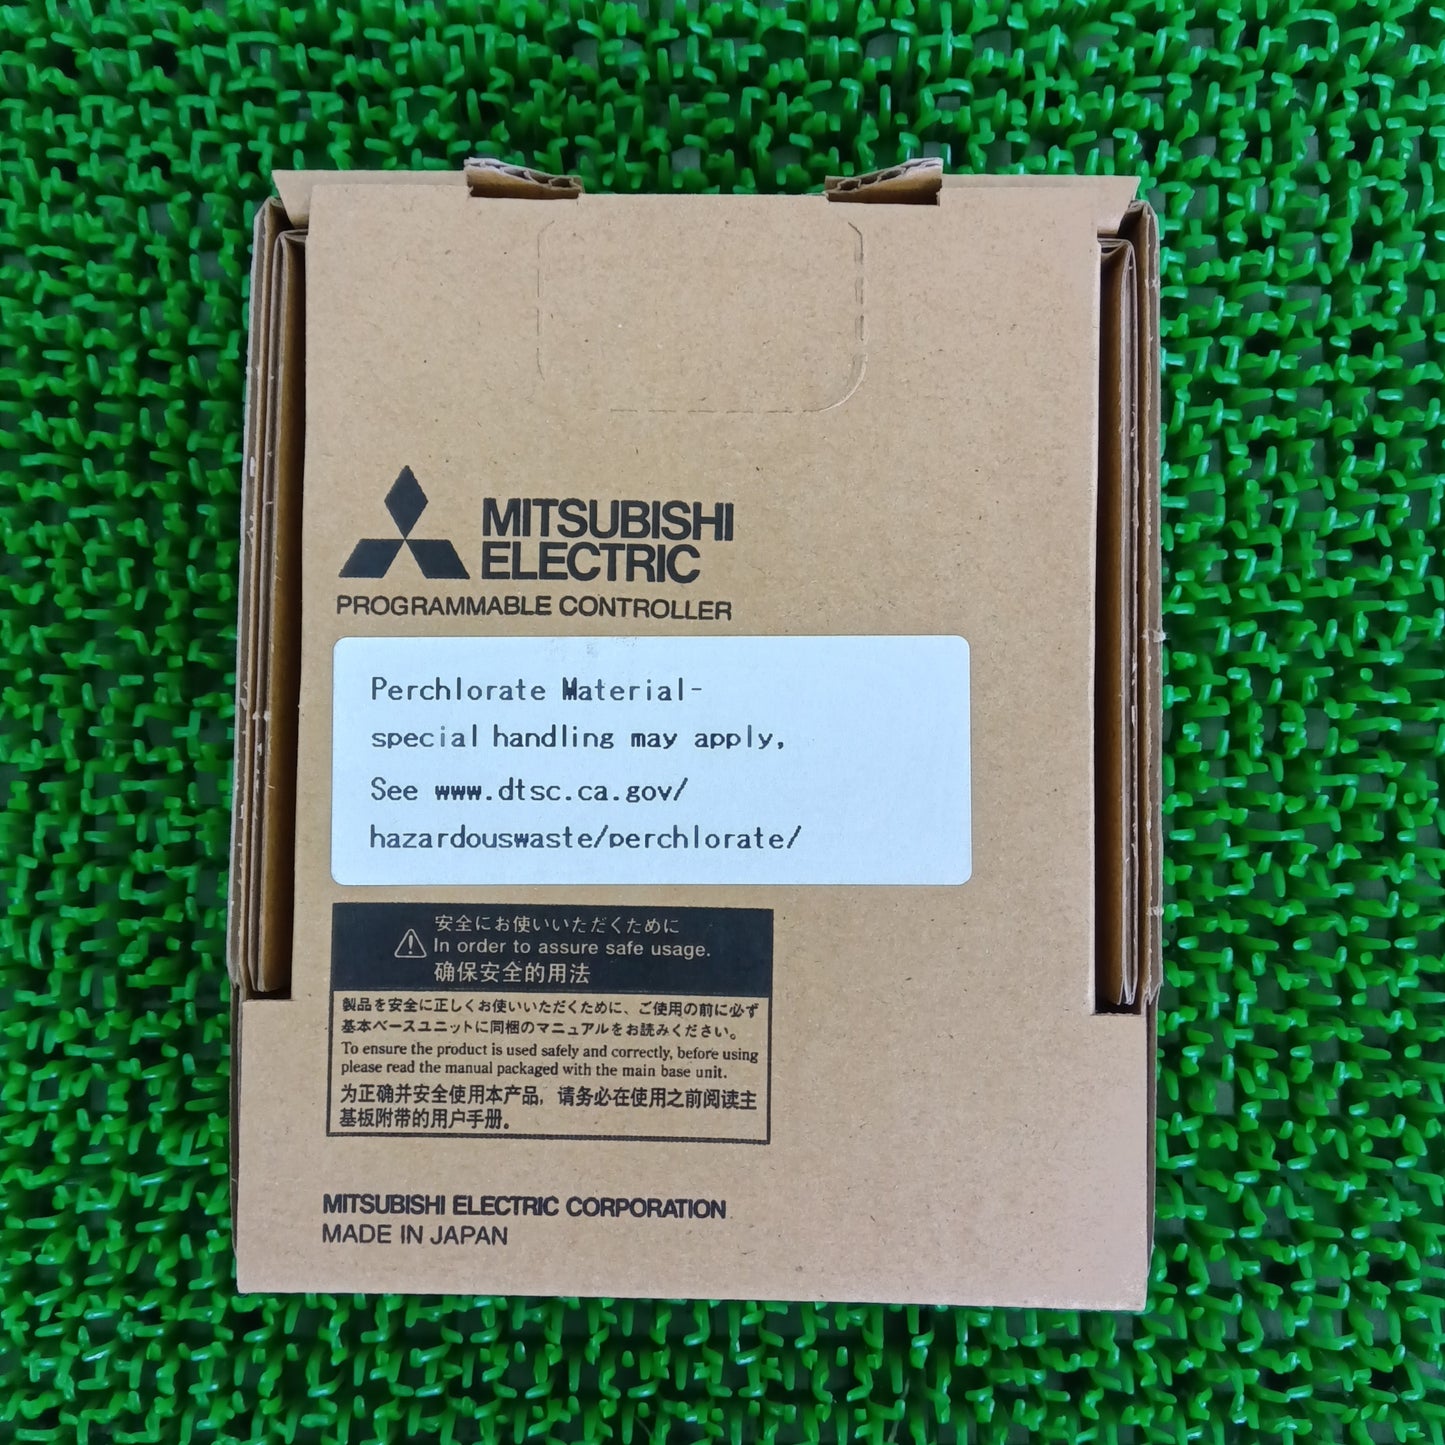 MITSUBISHI
ELECTRIC
PROGRAMMABLE CONTROLLER
Perchlorate Material-
special handling may apply,
See www.dtsc.ca.gov/
hazardouswaste/perchlorate/
安全にお使いいただくために
In order to assure safe usage.
确保安全的用法
製品を安全に正しくお使いいただくために、ご使用の前に必ず
基本ベースユニットに同梱のマニュアルをお読みください。
To ensure the product is used safely and correctly, before using
please read the manual packaged with the main base unit.
为正确并安全使用本产品，请务必在使用之前阅读主
基板附带的用户手册。
MITSUBISHI ELECTRIC CORPORATION
MADE IN JAPAN